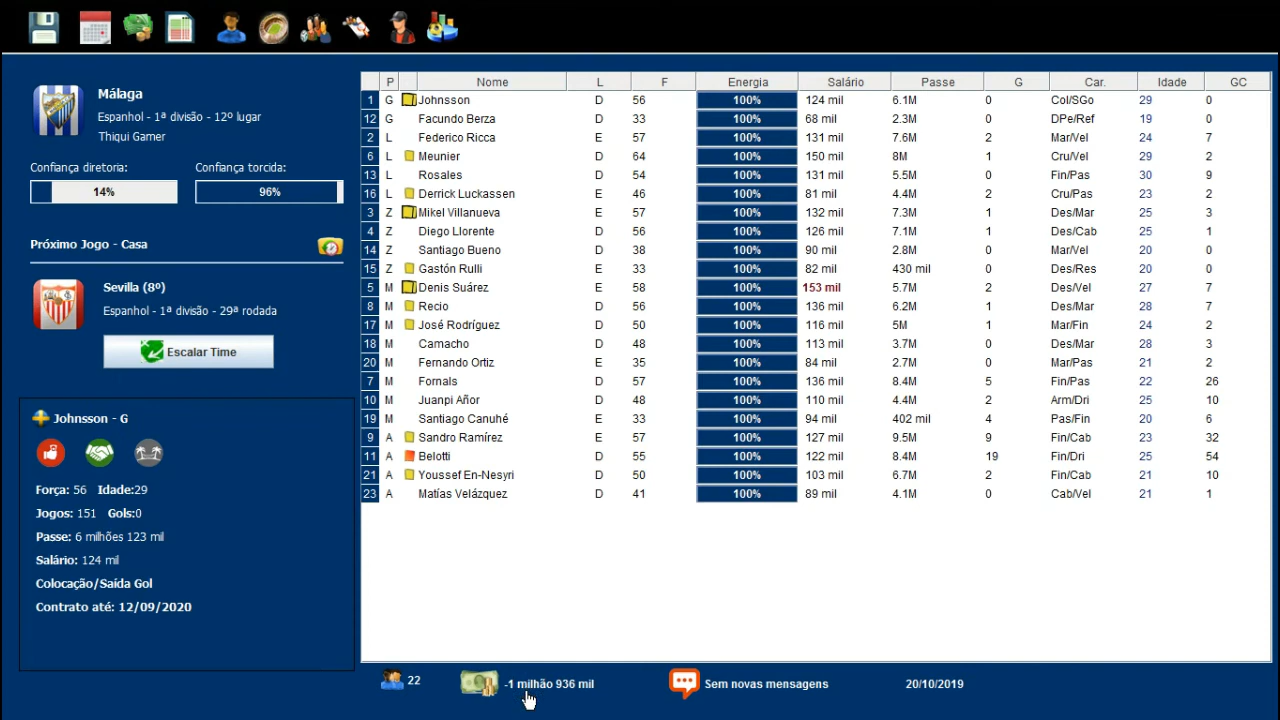 Málaga
Espanhol - 1ª divisão - 12º lugar
Thiqui Gamer
Confiança diretoria: Confiança torcida:
14% 96%
Próximo Jogo - Casa
Sevilla (8º)
Espanhol - 1ª divisão - 29ª rodada
Escalar Time
Johnsson - G
Força: 56 Idade:29
Jogos: 151 Gols:0
Passe: 6 milhões 123 mil
Salário: 124 mil
Colocação/Saída Gol
Contrato até: 12/09/2020
P Nome L F Energia Salário Passe G Car. Idade GC
1 G Johnsson D 56 100% 124 mil 6.1M 0 Col/SGo 29 0
12 G Facundo Berza D 33 100% 68 mil 2.3M 0 DPe/Ref 19 0
2 L Federico Ricca E 57 100% 131 mil 7.6M 2 Mar/Vel 24 7
6 L Meunier D 64 100% 150 mil 8M 1 Cru/Vel 29 2
13 L Rosales D 54 100% 131 mil 5.5M 0 Fin/Pas 30 9
16 L Derrick Luckassen E 46 100% 81 mil 4.4M 2 Cru/Pas 23 2
3 Z Mikel Villanueva E 57 100% 132 mil 7.3M 1 Des/Mar 25 3
4 Z Diego Llorente D 56 100% 126 mil 7.1M 1 Des/Cab 25 1
14 Z Santiago Bueno D 38 100% 90 mil 2.8M 0 Mar/Vel 20 0
15 Z Gastón Rulli E 33 100% 82 mil 430 mil 0 Des/Res 20 0
5 M Denis Suárez E 58 100% 153 mil 5.7M 2 Des/Vel 27 7
8 M Recio D 56 100% 136 mil 6.2M 1 Des/Mar 28 7
17 M José Rodríguez D 50 100% 116 mil 5M 1 Mar/Fin 24 2
18 M Camacho D 48 100% 113 mil 3.7M 0 Des/Mar 28 3
20 M Fernando Ortiz E 35 100% 84 mil 2.7M 0 Mar/Pas 21 2
7 M Fornals D 57 100% 136 mil 8.4M 5 Fin/Pas 22 26
10 M Juanpi Añor D 48 100% 110 mil 4.4M 2 Arm/Dri 25 10
19 M Santiago Canuhé E 33 100% 94 mil 402 mil 4 Pas/Fin 20 6
9 A Sandro Ramírez E 57 100% 127 mil 9.5M 9 Fin/Cab 23 32
11 A Belotti D 55 100% 122 mil 8.4M 19 Fin/Dri 25 54
21 A Youssef En-Nesyri D 50 100% 103 mil 6.7M 2 Fin/Cab 21 10
23 A Matías Velázquez D 41 100% 89 mil 4.1M 0 Cab/Vel 21 1
22 -1 milhão 936 mil Sem novas mensagens 20/10/2019